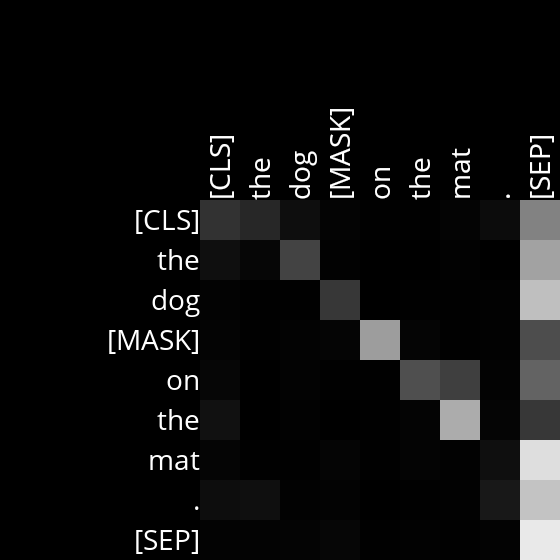 [CLS] the dog [MASK] on the mat . [SEP]
[CLS]
the
dog
[MASK]
on
the
mat
.
[SEP]